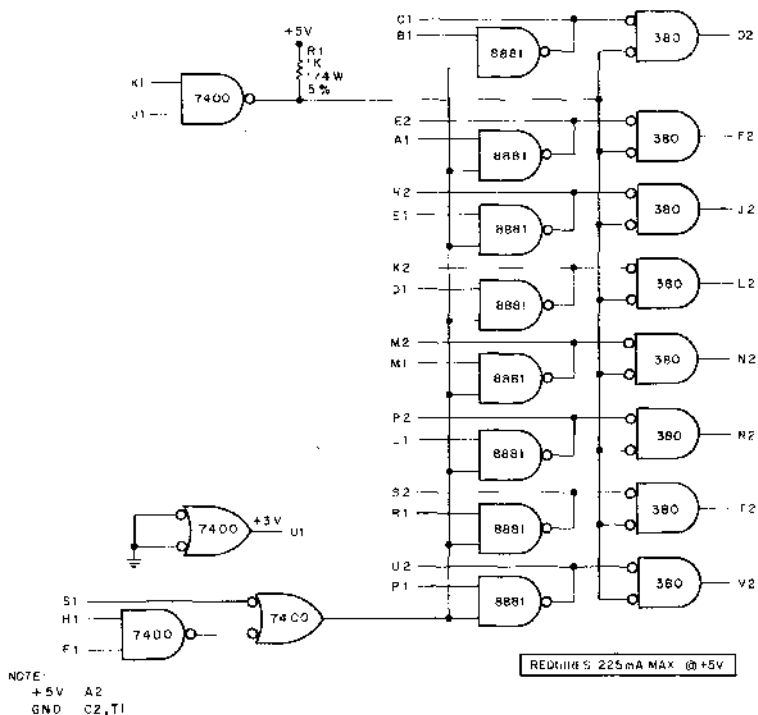 C1
B1
8881
380
D2
+5V
R1
1K
1/4W
5%
K1
J1
7400
E2
A1
8881
380
F2
H2
E1
8881
380
J2
K2
D1
8881
380
L2
M2
M1
8881
380
N2
P2
L1
8881
380
R2
S2
R1
8881
380
T2
7400
+3V
U1
U2
P1
8881
380
V2
S1
H1
F1
7400
7400
REQUIRES 225mA MAX @ +5V
NOTE:
+5V A2
GND C2,T1